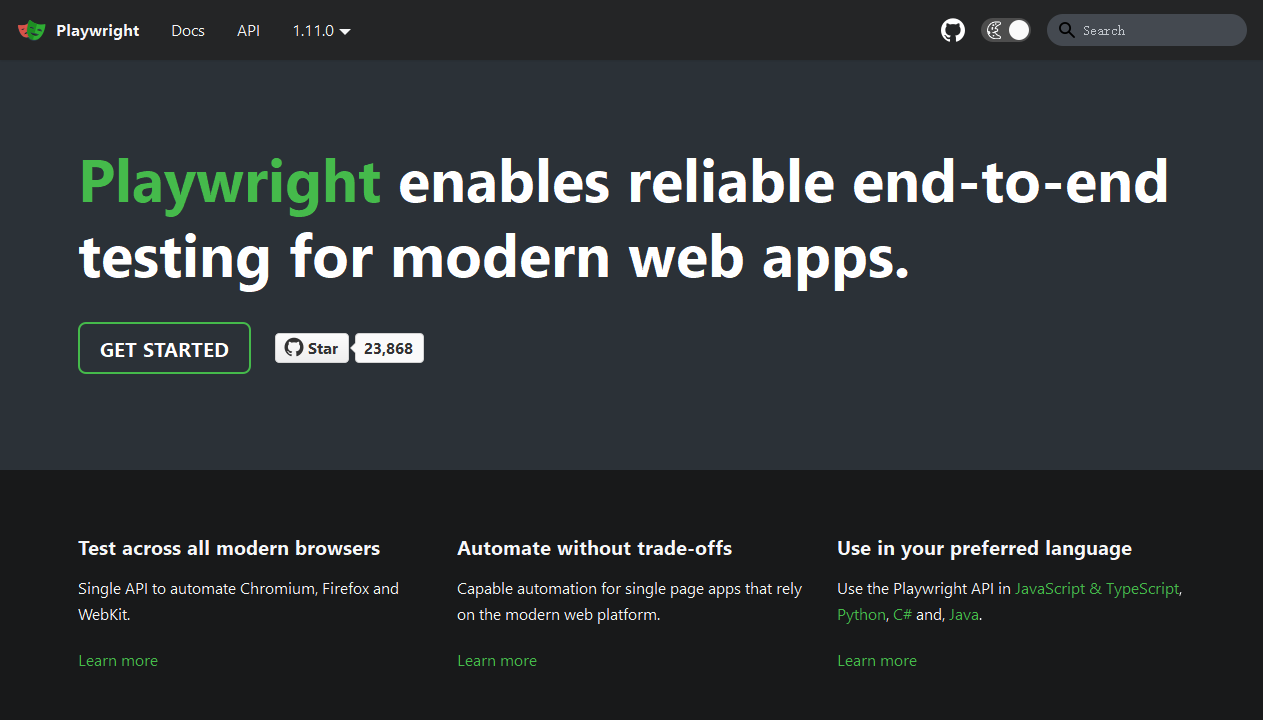 Playwright Docs API 1.11.0 Search
Playwright enables reliable end-to-end
testing for modern web apps.
GET STARTED Star 23,868
Test across all modern browsers
Single API to automate Chromium, Firefox and
WebKit.
Learn more
Automate without trade-offs
Capable automation for single page apps that rely
on the modern web platform.
Learn more
Use in your preferred language
Use the Playwright API in JavaScript & TypeScript,
Python, C# and, Java.
Learn more